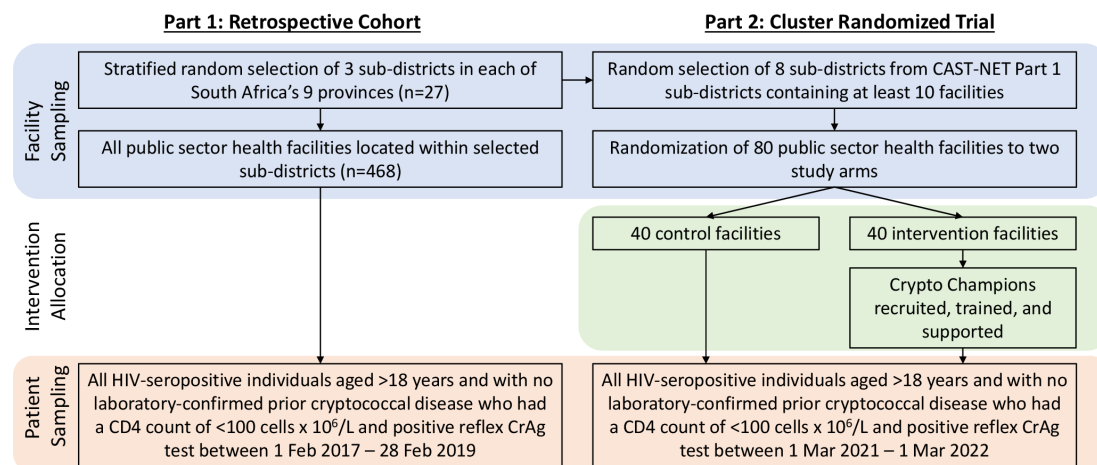 Part 1: Retrospective Cohort
Part 2: Cluster Randomized Trial
Facility
Sampling
Stratified random selection of 3 sub-districts in each of
South Africa's 9 provinces (n=27)
Random selection of 8 sub-districts from CAST-NET Part 1
sub-districts containing at least 10 facilities
All public sector health facilities located within selected
sub-districts (n=468)
Randomization of 80 public sector health facilities to two
study arms
Intervention
Allocation
40 control facilities
40 intervention facilities
Crypto Champions
recruited, trained, and
supported
Patient
Sampling
All HIV-seropositive individuals aged >18 years and with no
laboratory-confirmed prior cryptococcal disease who had
a CD4 count of <100 cells x 10⁶/L and positive reflex CrAg
test between 1 Feb 2017 – 28 Feb 2019
All HIV-seropositive individuals aged >18 years and with no
laboratory-confirmed prior cryptococcal disease who had
a CD4 count of <100 cells x 10⁶/L and positive reflex CrAg
test between 1 Mar 2021 – 1 Mar 2022